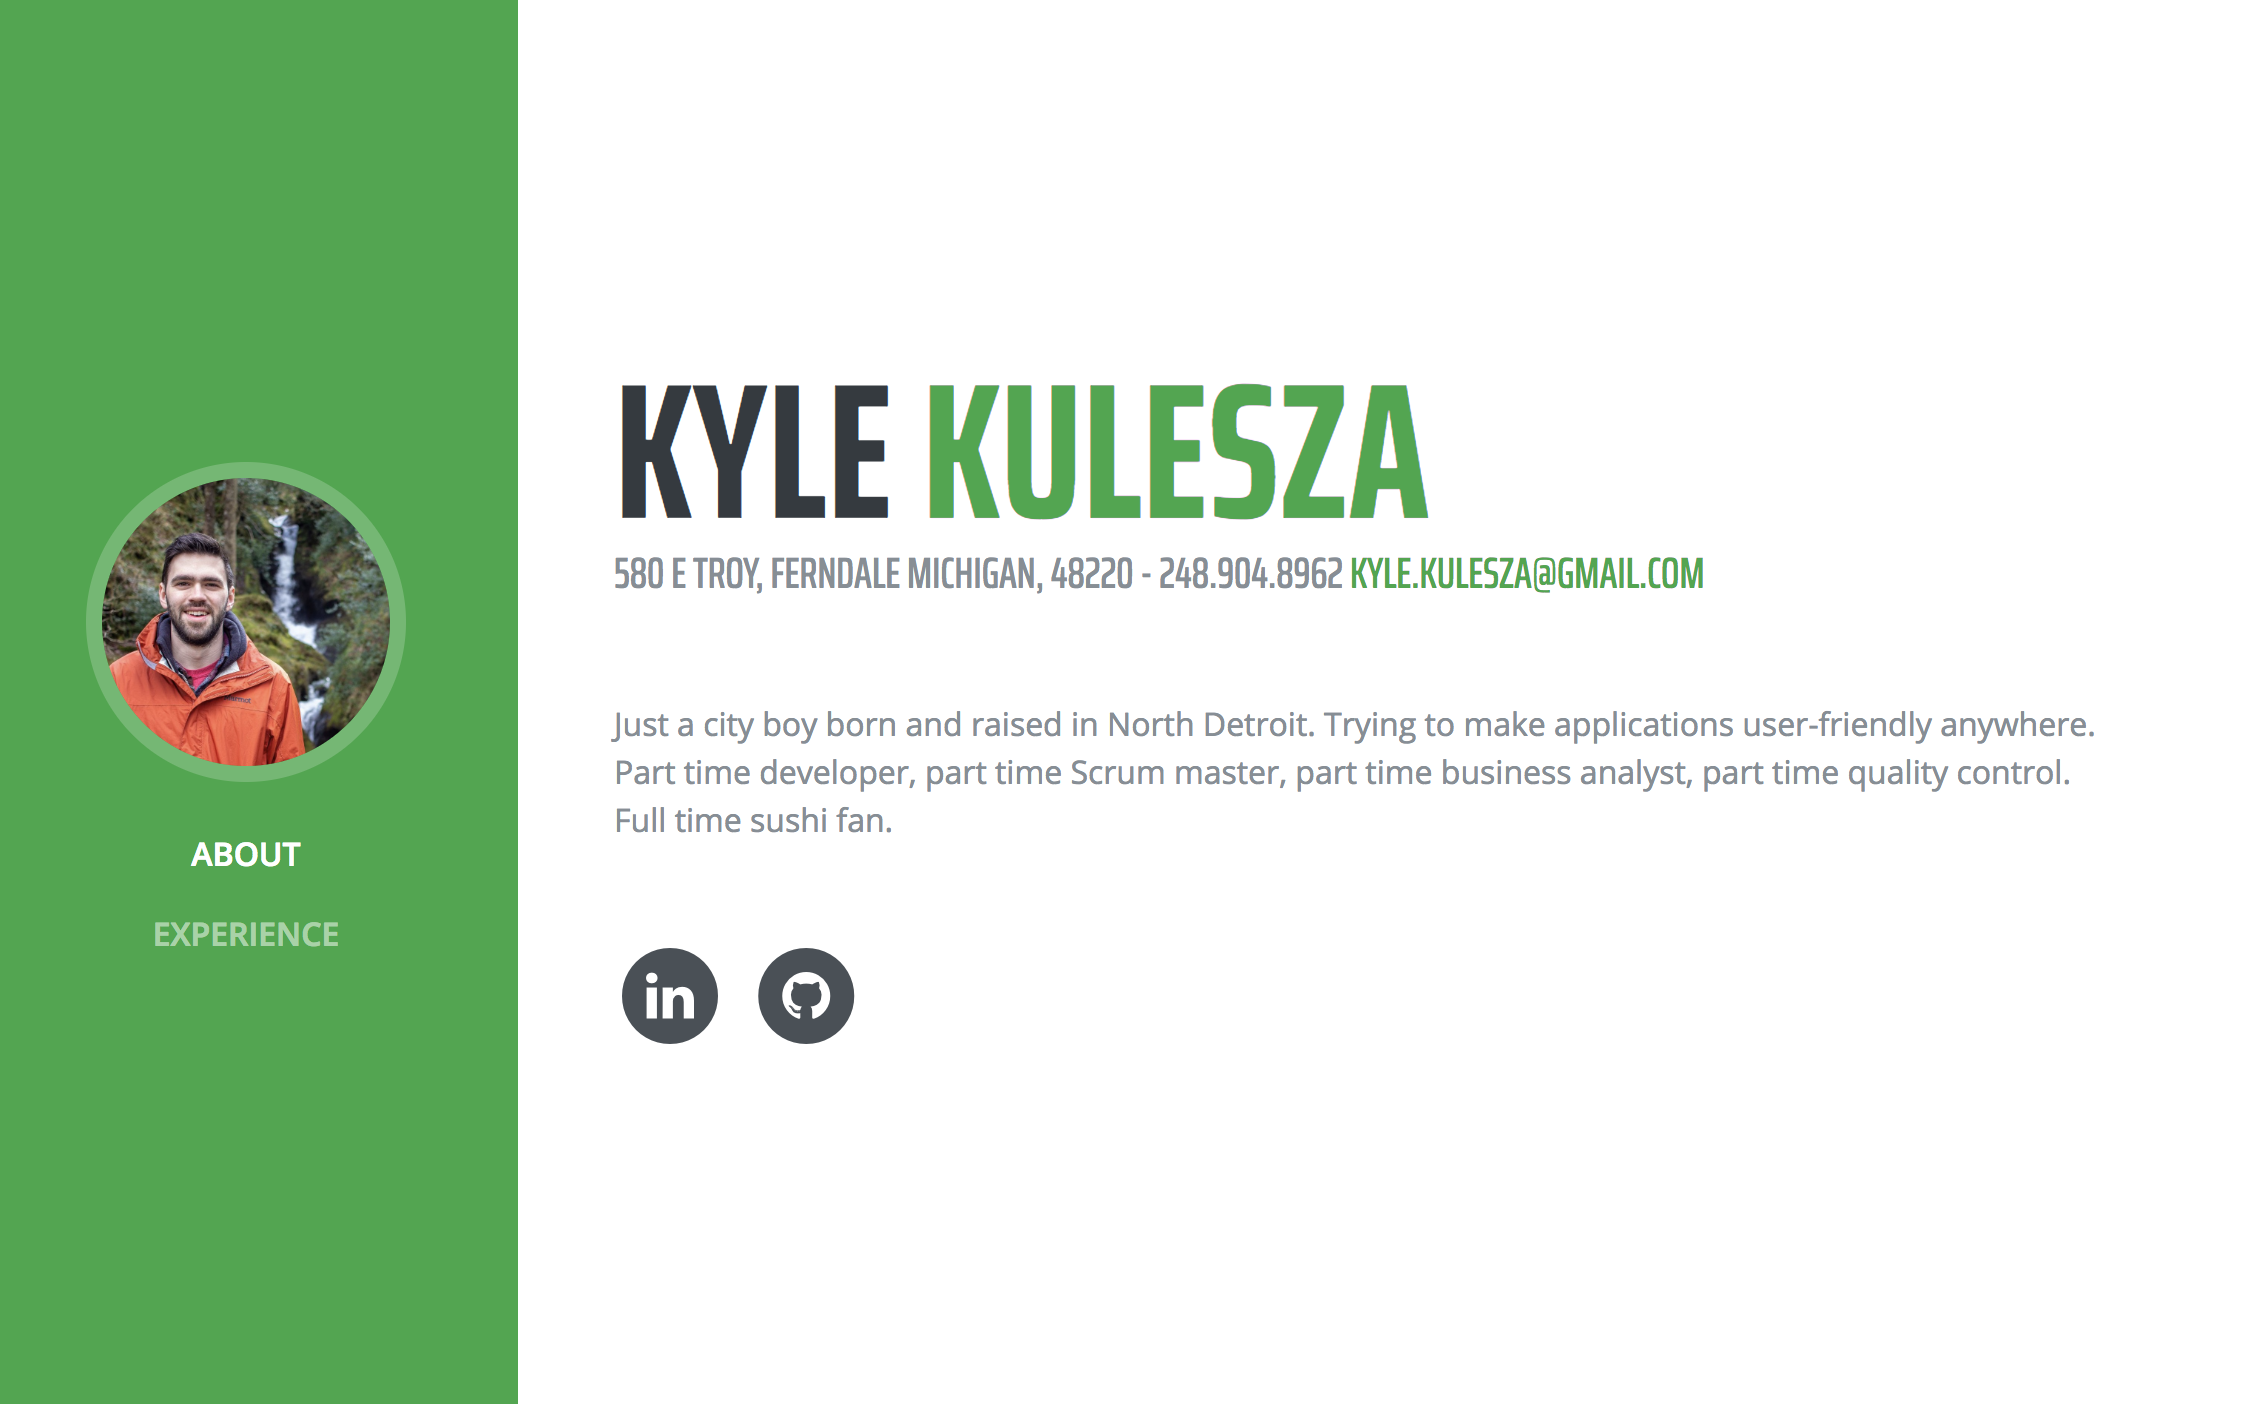 KYLE KULESZA
580 E TROY, FERNDALE MICHIGAN, 48220 - 248.904.8962 KYLE.KULESZA@GMAIL.COM
Just a city boy born and raised in North Detroit. Trying to make applications user-friendly anywhere.
Part time developer, part time Scrum master, part time business analyst, part time quality control.
Full time sushi fan.
ABOUT
EXPERIENCE
in